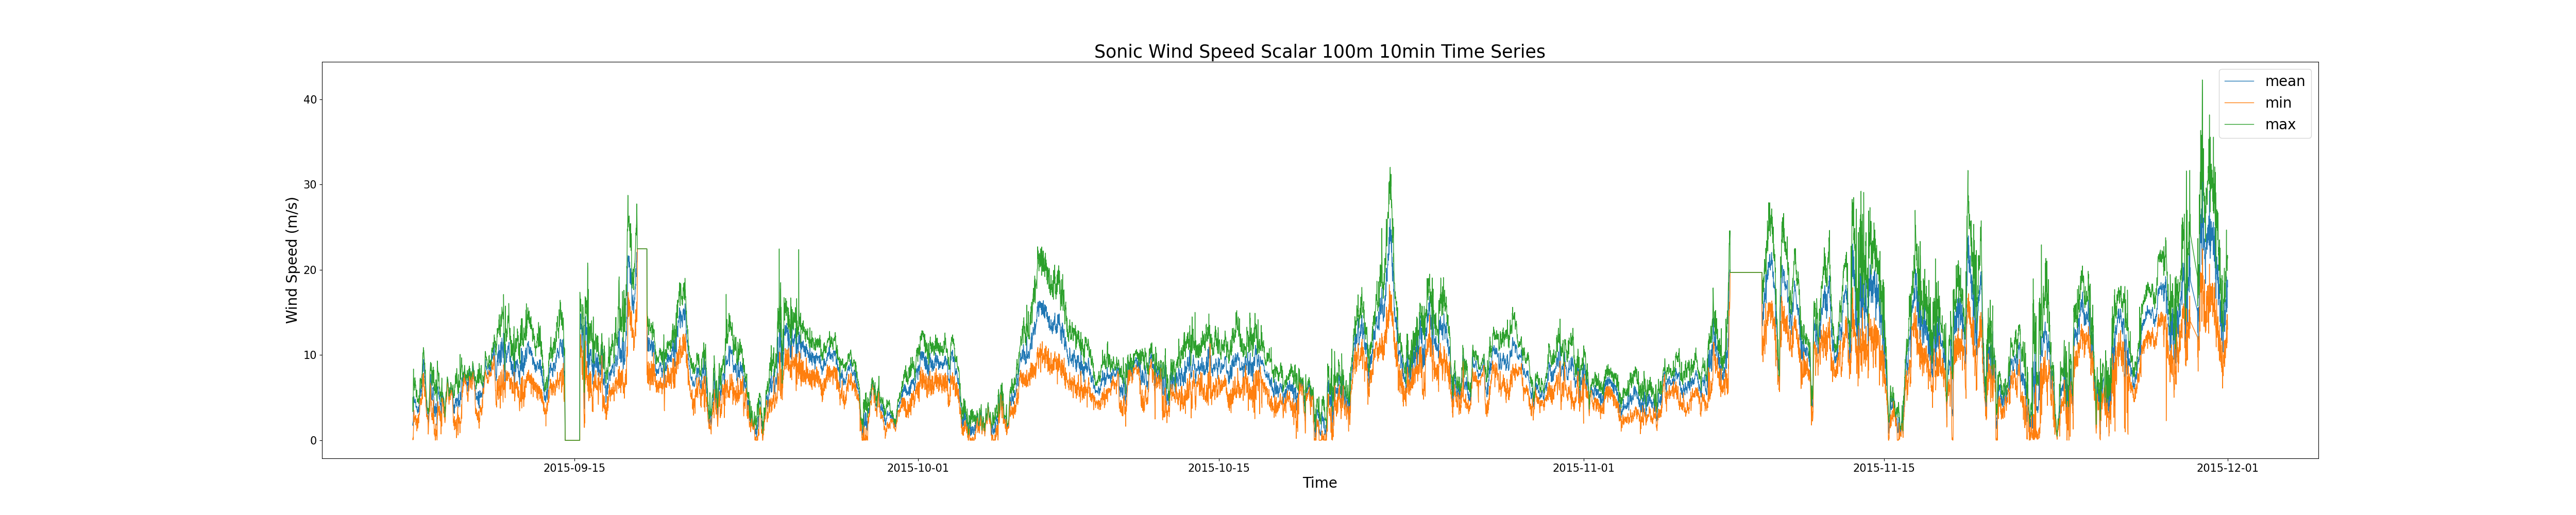 Sonic Wind Speed Scalar 100m 10min Time Series
mean
min
max
Wind Speed (m/s)
40
30
20
10
0
2015-09-15
2015-10-01
2015-10-15
2015-11-01
2015-11-15
2015-12-01
Time